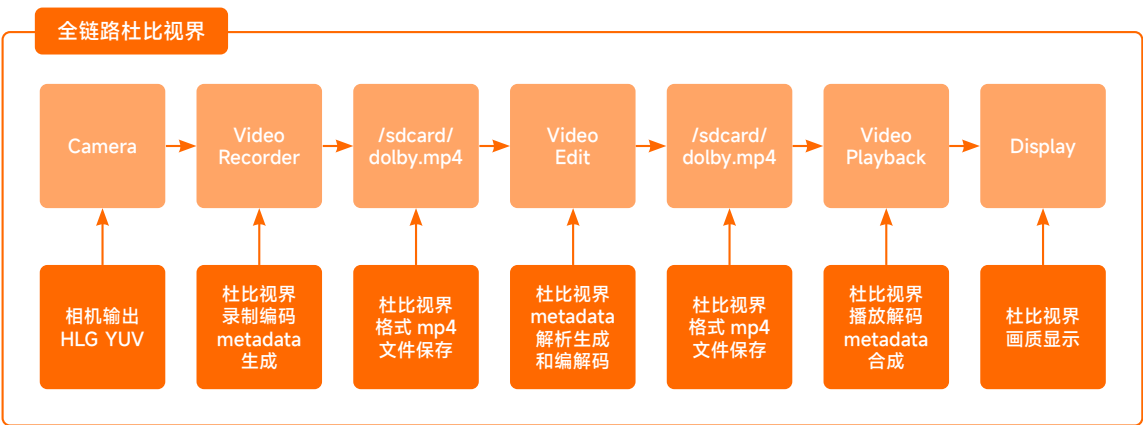 全链路杜比视界
Camera
Video
Recorder
/sdcard/
dolby.mp4
Video
Edit
/sdcard/
dolby.mp4
Video
Playback
Display
相机输出
HLG YUV
杜比视界
录制编码
metadata
生成
杜比视界
格式 mp4
文件保存
杜比视界
metadata
解析生成
和编解码
杜比视界
格式 mp4
文件保存
杜比视界
播放解码
metadata
合成
杜比视界
画质显示